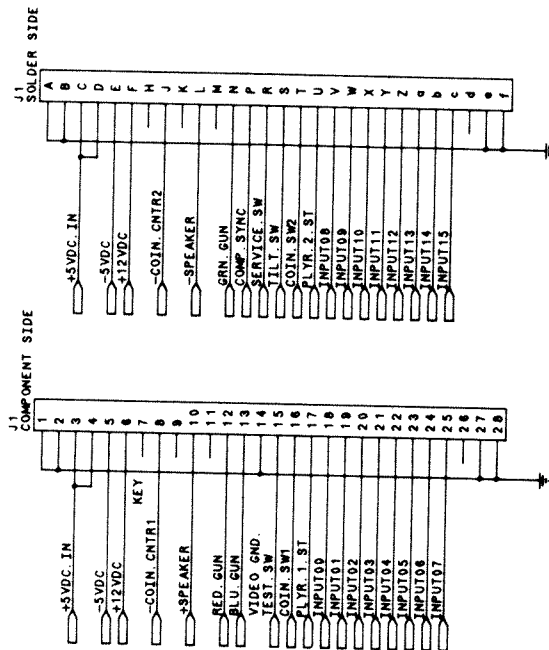 J1
SOLDER SIDE
A
B
C
D
E
F
H
J
K
L
M
N
P
R
S
T
U
V
W
X
Y
Z
a
b
c
d
e
f
+5VDC.IN
-5VDC
+12VDC
-COIN.CNTR2
-SPEAKER
GRN.GUN
COMP.SYNC
SERVICE.SW
TILT.SW
COIN.SW2
PLYR.2.ST
INPUT08
INPUT09
INPUT10
INPUT11
INPUT12
INPUT13
INPUT14
INPUT15
J1
COMPONENT SIDE
1
2
3
4
5
6
7
8
9
10
11
12
13
14
15
16
17
18
19
20
21
22
23
24
25
26
27
28
+5VDC.IN
-5VDC
+12VDC
KEY
-COIN.CNTR1
+SPEAKER
RED.GUN
BLU.GUN
VIDEO GND.
TEST.SW
COIN.SW1
PLYR.1.ST
INPUT00
INPUT01
INPUT02
INPUT03
INPUT04
INPUT05
INPUT06
INPUT07